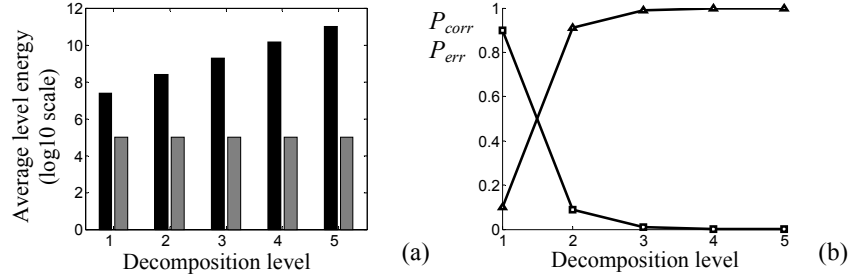 Average level energy
(log10 scale)
12
10
8
6
4
2
0
1 2 3 4 5
Decomposition level
(a)
P_corr
P_err
1
0.8
0.6
0.4
0.2
0
1 2 3 4 5
Decomposition level
(b)